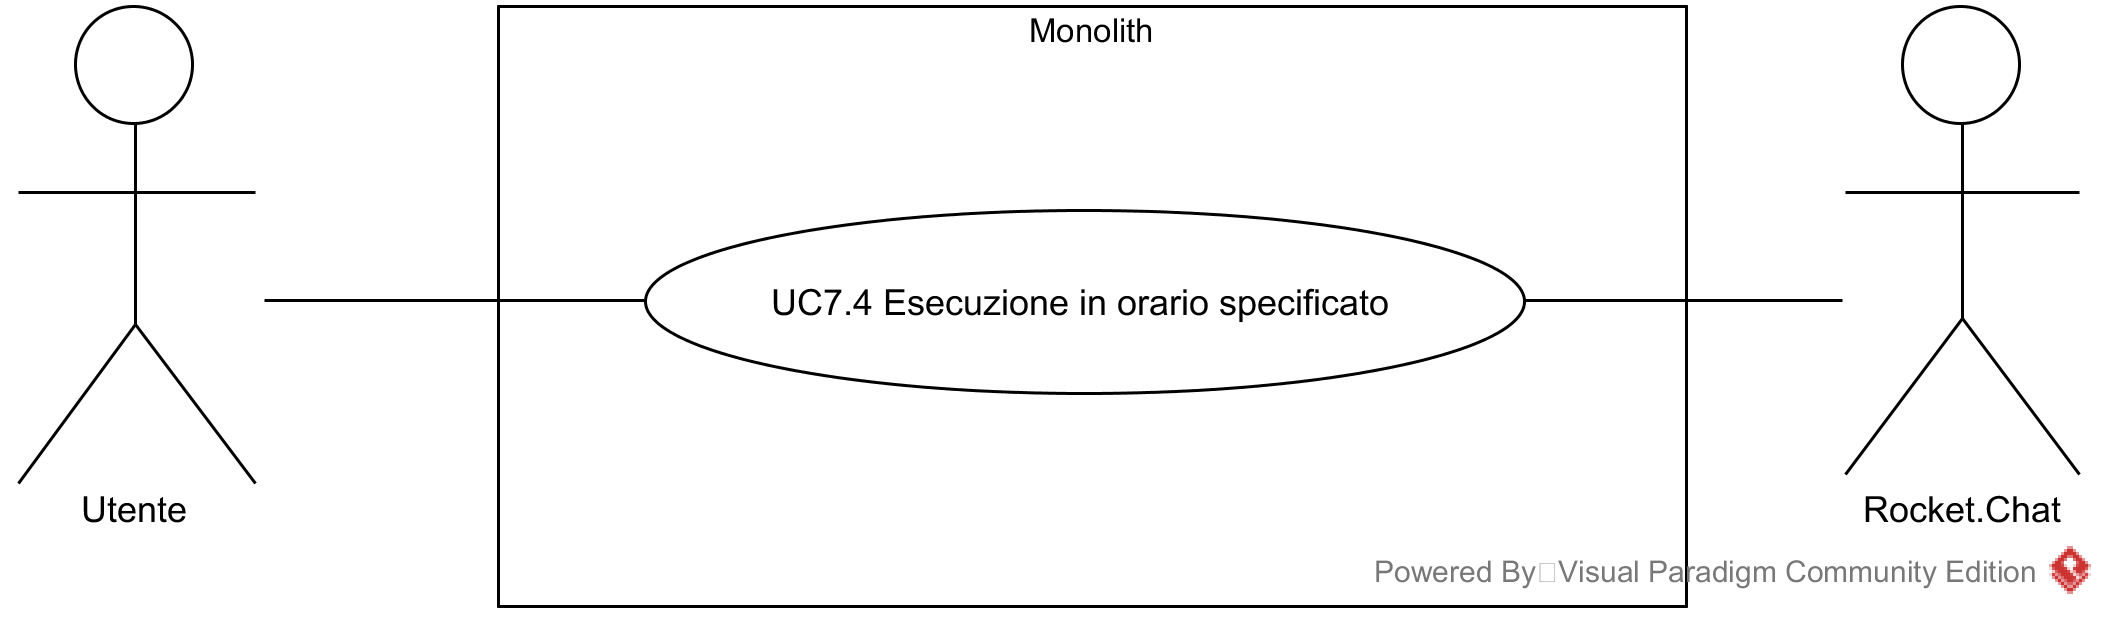 Monolith
UC7.4 Esecuzione in orario specificato
Utente
Rocket.Chat
Powered By Visual Paradigm Community Edition